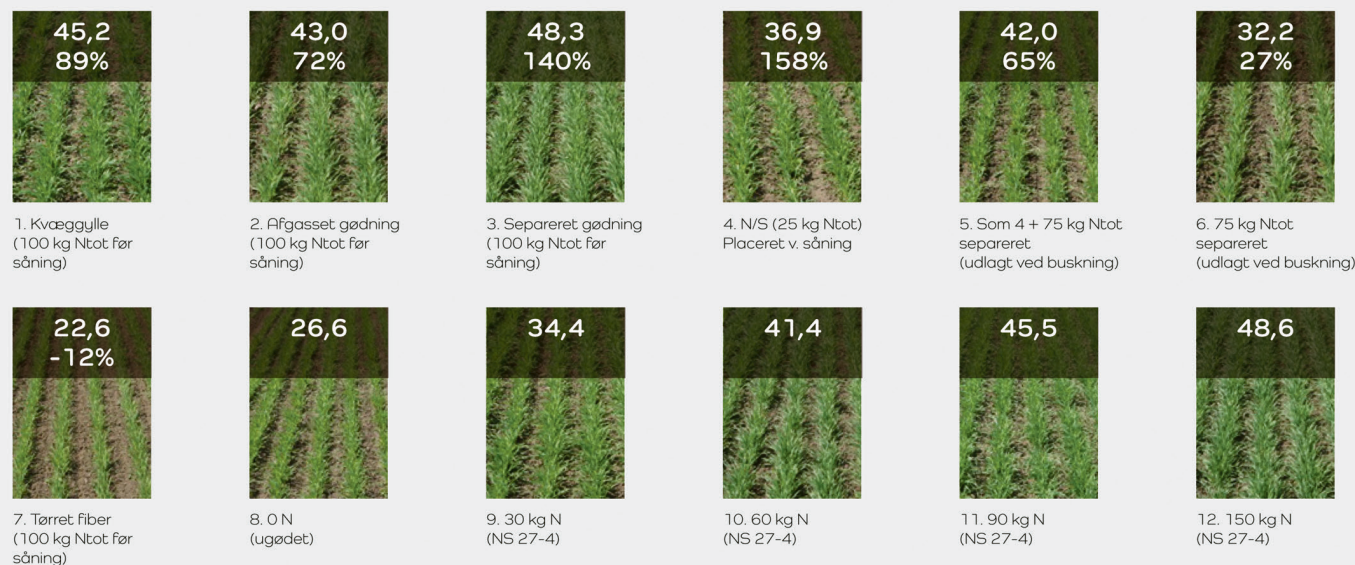 45,2
89%
43,0
72%
48,3
140%
36,9
158%
42,0
65%
32,2
27%
1. Kvæggylle
(100 kg Ntot før
såning)
2. Afgasset gødning
(100 kg Ntot før
såning)
3. Separeret gødning
(100 kg Ntot før
såning)
4. N/S (25 kg Ntot)
Placeret v. såning
5. Som 4 + 75 kg Ntot
separeret
(udlagt ved buskning)
6. 75 kg Ntot
separeret
(udlagt ved buskning)
22,6
-12%
26,6
34,4
41,4
45,5
48,6
7. Tørret fiber
(100 kg Ntot før
såning)
8. 0 N
(ugødet)
9. 30 kg N
(NS 27-4)
10. 60 kg N
(NS 27-4)
11. 90 kg N
(NS 27-4)
12. 150 kg N
(NS 27-4)